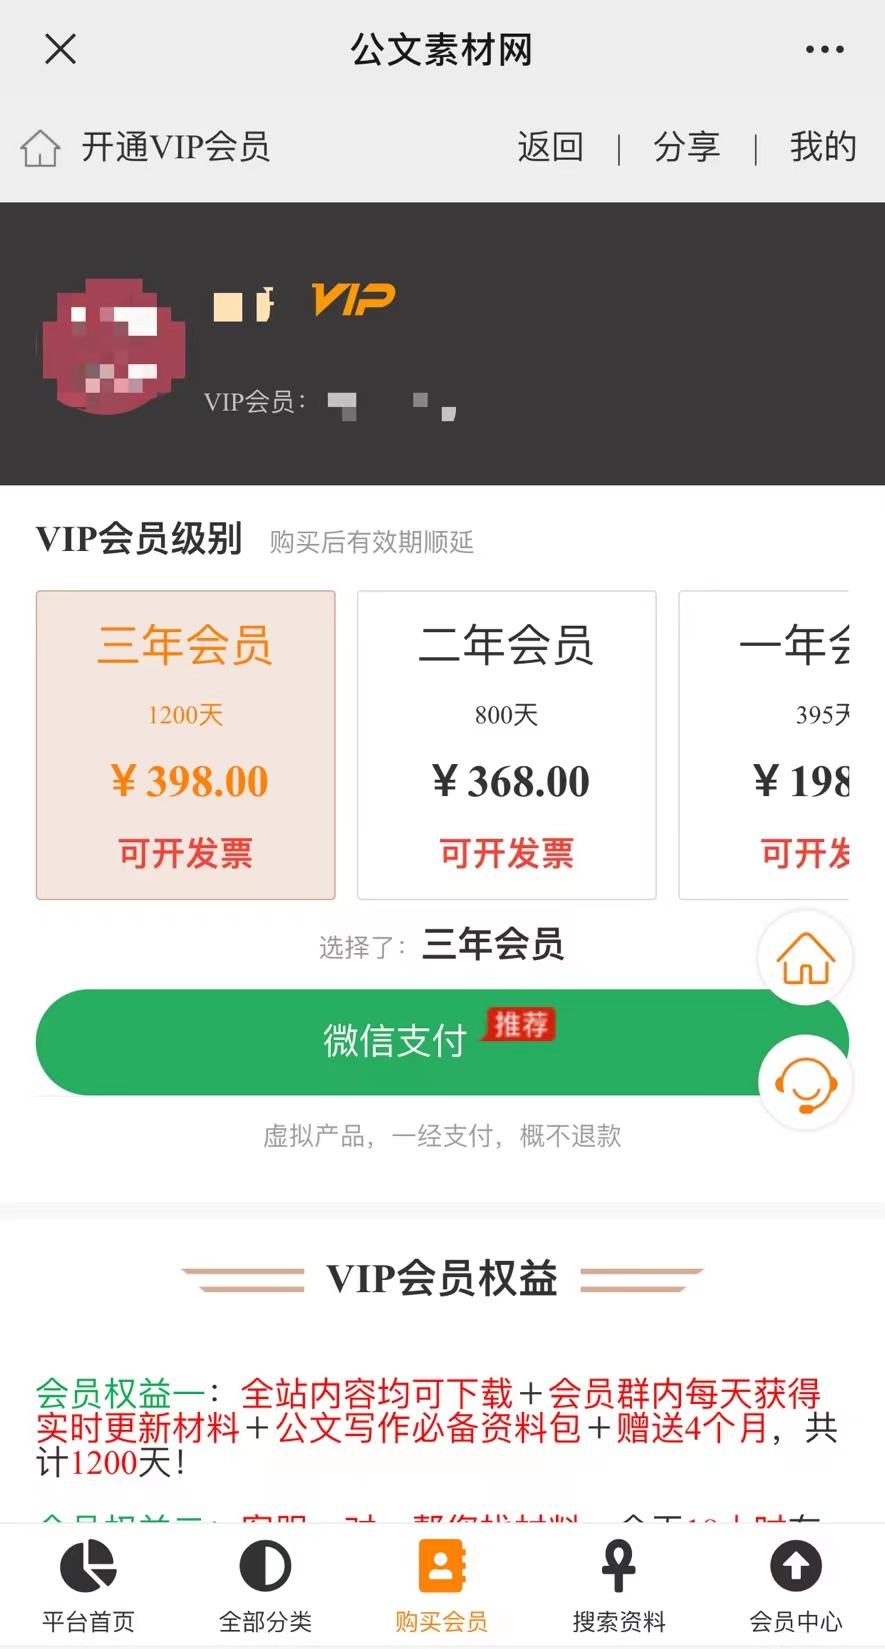 公文素材网
开通VIP会员
返回 | 分享 | 我的
VIP
VIP会员:
VIP会员级别 购买后有效期顺延
三年会员
1200天
￥398.00
可开发票
二年会员
800天
￥368.00
可开发票
一年会
395天
￥198
可开发
选择了: 三年会员
微信支付 推荐
虚拟产品，一经支付，概不退款
VIP会员权益
会员权益一：全站内容均可下载＋会员群内每天获得
实时更新材料＋公文写作必备资料包＋赠送4个月，共
计1200天！
平台首页
全部分类
购买会员
搜索资料
会员中心